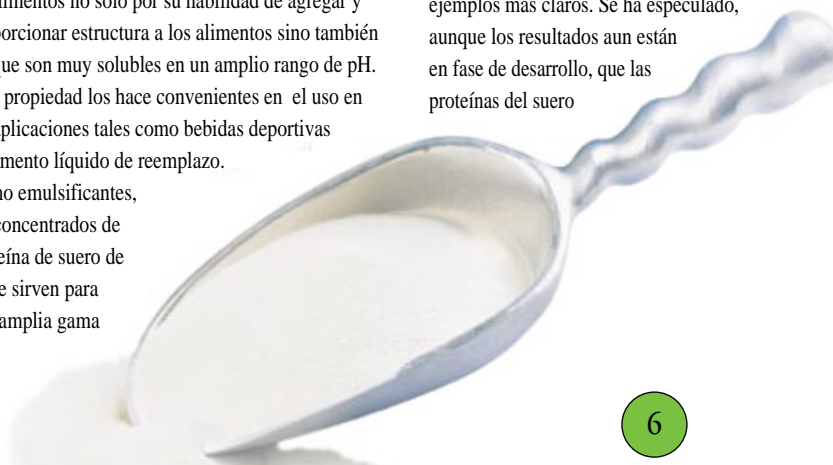 alimentos no solo por su habilidad de agregar y
porcionar estructura a los alimentos sino también
que son muy solubles en un amplio rango de pH.
propiedad los hace convenientes en el uso en
aplicaciones tales como bebidas deportivas
mento líquido de reemplazo.
mo emulsificantes,
concentrados de
eína de suero de
e sirven para
amplia gama
ejemplos más claros. Se ha especulado,
aunque los resultados aun están
en fase de desarrollo, que las
proteínas del suero
6